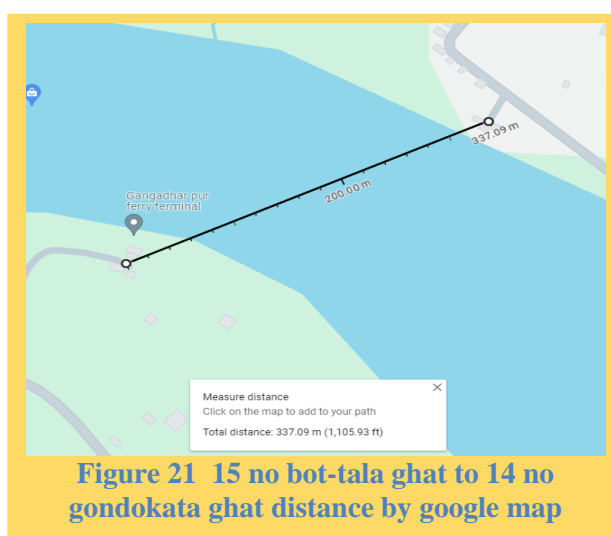 337.09 m
200.00 m
Gangadhar pur
ferry terminal
Measure distance
Click on the map to add to your path
Total distance: 337.09 m (1,105.93 ft)
Figure 21 15 no bot-tala ghat to 14 no
gondokata ghat distance by google map